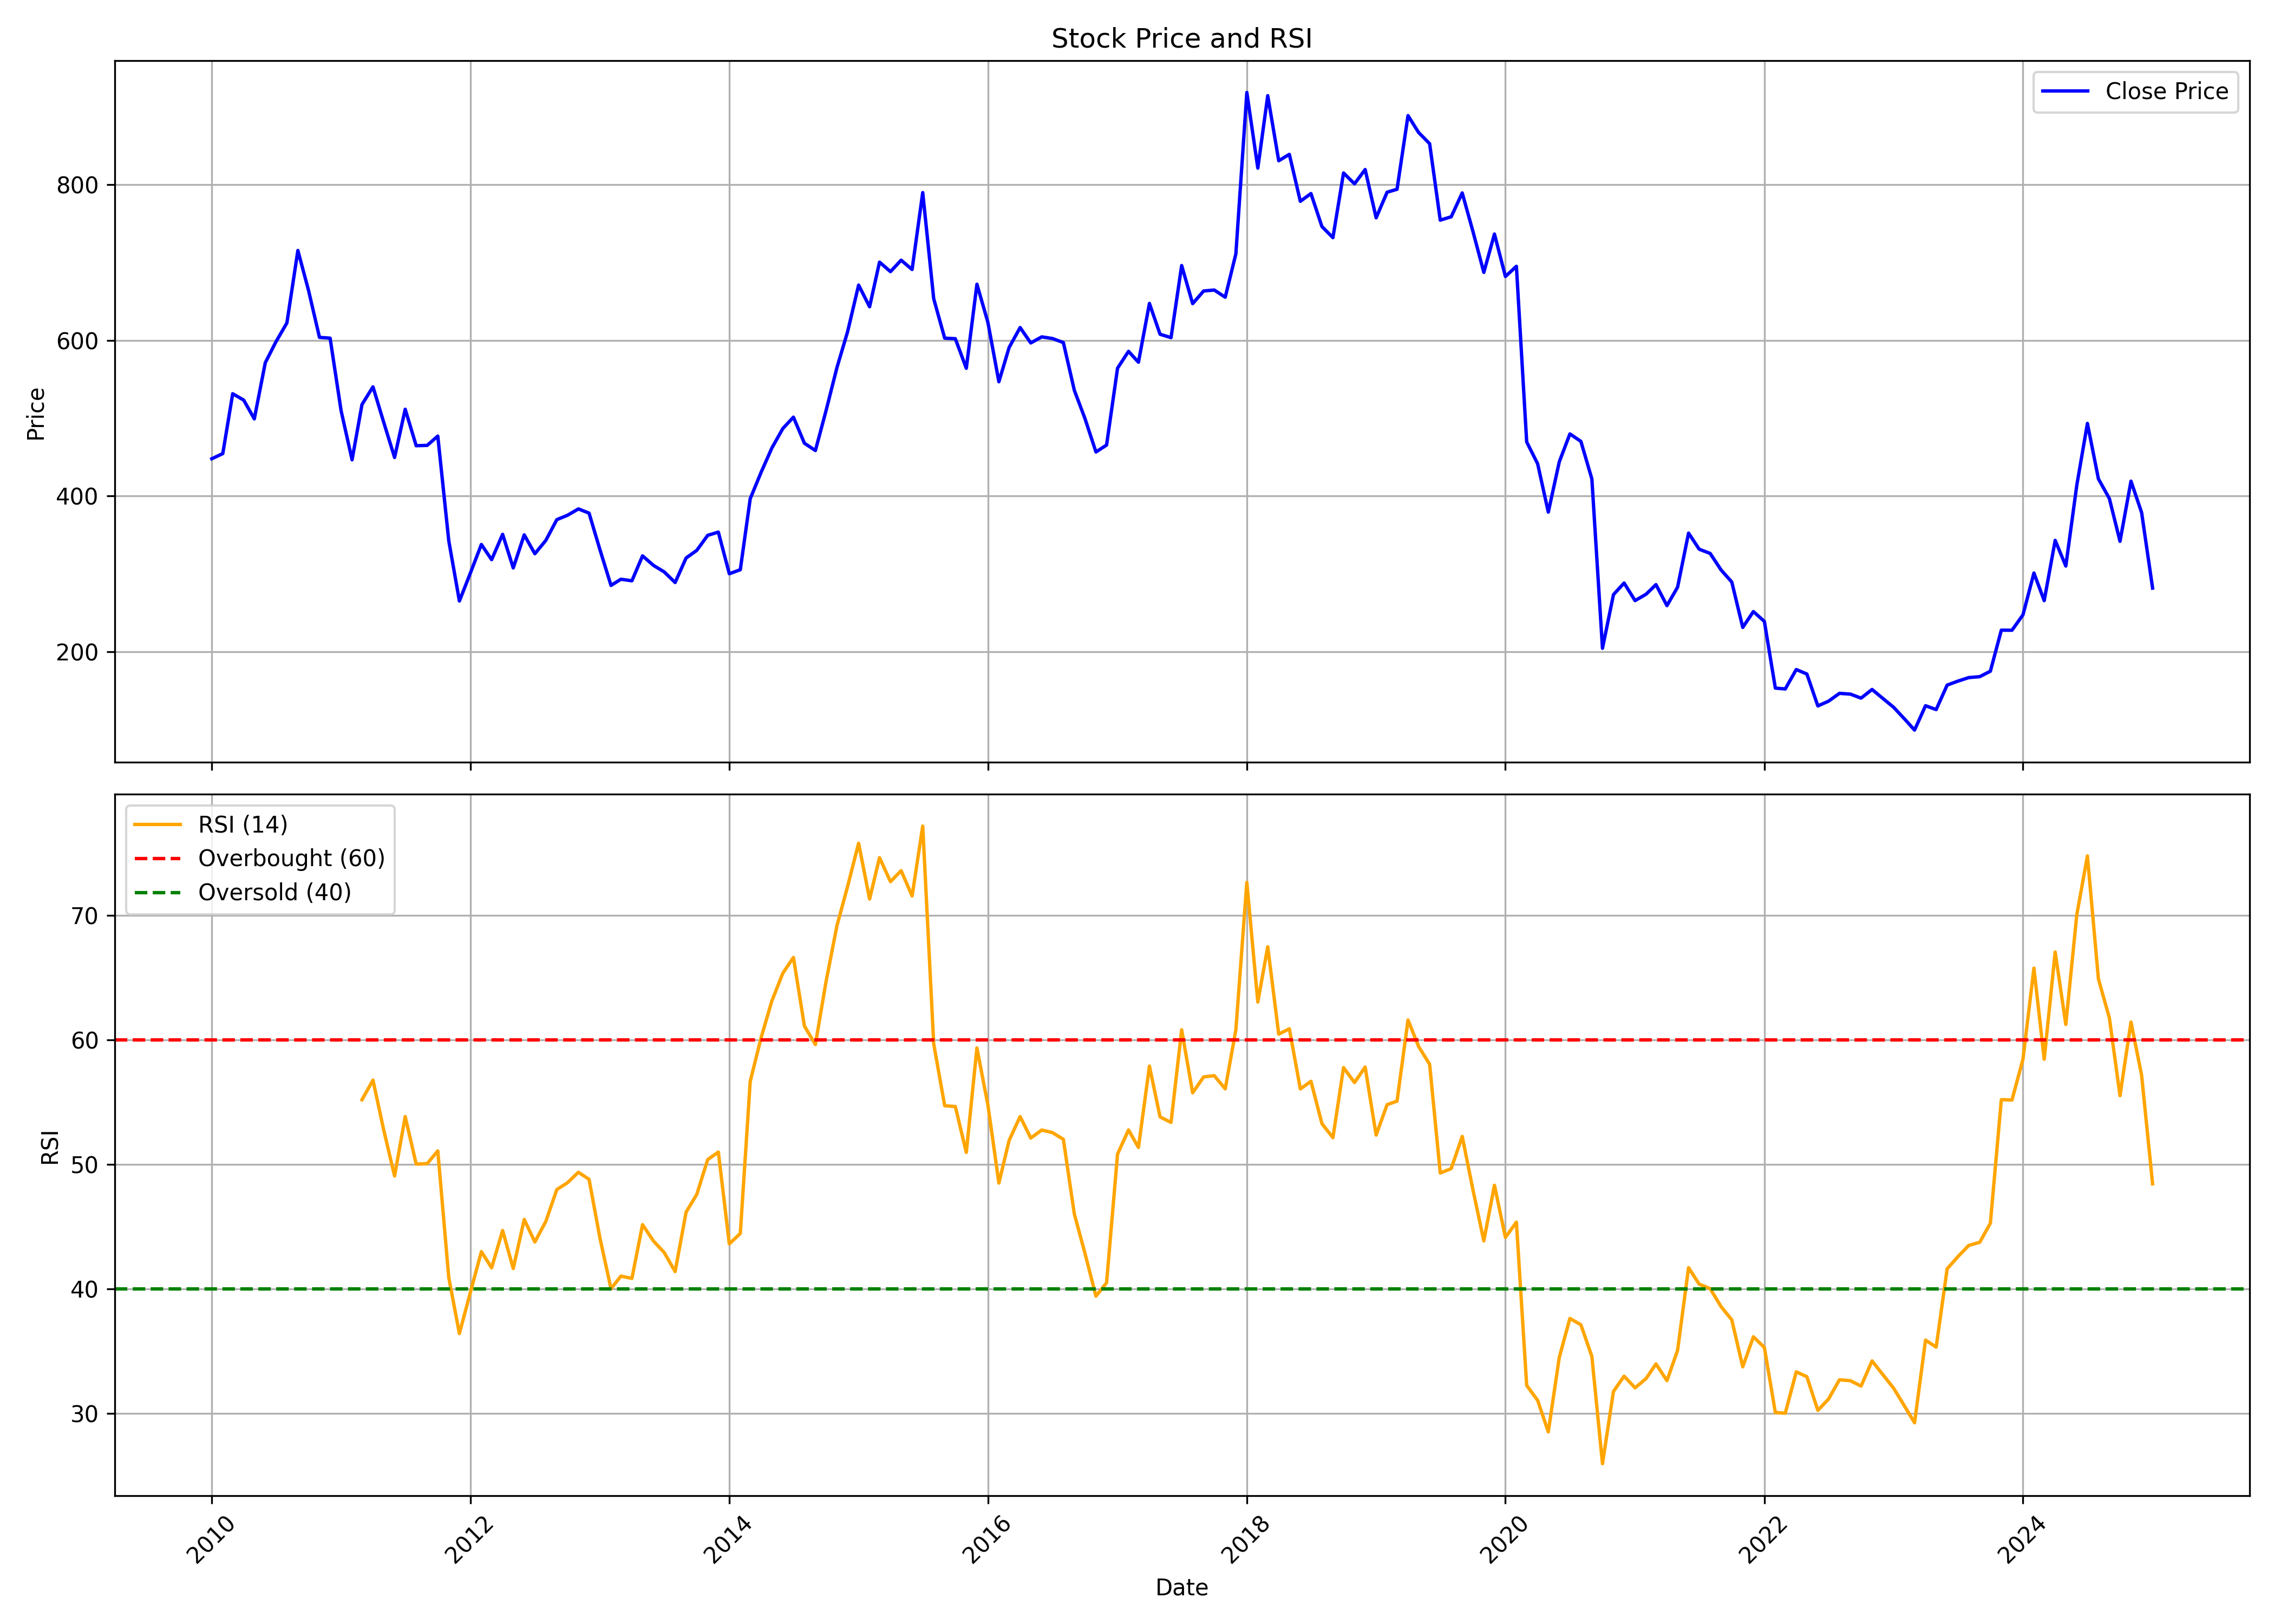 Stock Price and RSI
Close Price
800
600
400
200
Price
RSI (14)
Overbought (60)
Oversold (40)
70
60
50
40
30
RSI
2010
2012
2014
2016
2018
2020
2022
2024
Date